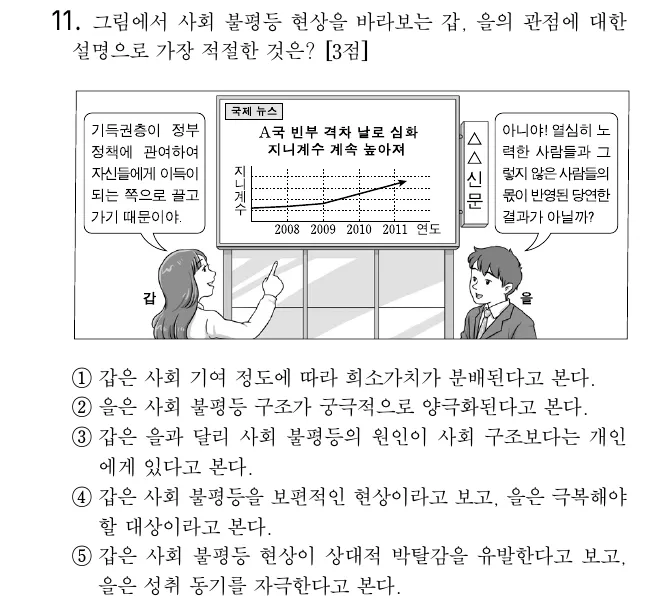 11. 그림에서 사회 불평등 현상을 바라보는 갑, 을의 관점에 대한
설명으로 가장 적절한 것은? [3점]
국제 뉴스
A국 빈부 격차 날로 심화
지니계수 계속 높아져
지니계수
2008 2009 2010 2011 연도
△△신문
기득권층이 정부
정책에 관여하여
자신들에게 이득이
되는 쪽으로 끌고
가기 때문이야.
아니야! 열심히 노
력한 사람들과 그
렇지 않은 사람들의
몫이 반영된 당연한
결과가 아닐까?
갑
을
① 갑은 사회 기여 정도에 따라 희소가치가 분배된다고 본다.
② 을은 사회 불평등 구조가 궁극적으로 양극화된다고 본다.
③ 갑은 을과 달리 사회 불평등의 원인이 사회 구조보다는 개인
에게 있다고 본다.
④ 갑은 사회 불평등을 보편적인 현상이라고 보고, 을은 극복해야
할 대상이라고 본다.
⑤ 갑은 사회 불평등 현상이 상대적 박탈감을 유발한다고 보고,
을은 성취 동기를 자극한다고 본다.